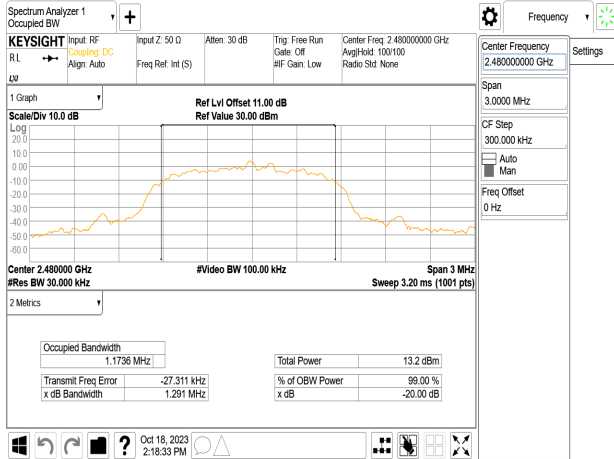 Spectrum Analyzer 1
Occupied BW
Frequency
KEYSIGHT
R L
Input: RF
Coupling: DC
Align: Auto
Input Z: 50 Ω
Freq Ref: Int (S)
Atten: 30 dB
Trig: Free Run
Gate: Off
#IF Gain: Low
Center Freq: 2.480000000 GHz
Avg|Hold: 100/100
Radio Std: None
Center Frequency
2.480000000 GHz
Settings
Span
3.0000 MHz
CF Step
300.000 kHz
Auto
Man
Freq Offset
0 Hz
1 Graph
Scale/Div 10.0 dB
Ref Lvl Offset 11.00 dB
Ref Value 30.00 dBm
Log
20.0
10.0
0.00
-10.0
-20.0
-30.0
-40.0
-50.0
-60.0
Center 2.480000 GHz
#Res BW 30.000 kHz
#Video BW 100.00 kHz
Span 3 MHz
Sweep 3.20 ms (1001 pts)
2 Metrics
Occupied Bandwidth
1.1736 MHz
Total Power 13.2 dBm
Transmit Freq Error -27.311 kHz
% of OBW Power 99.00 %
x dB Bandwidth 1.291 MHz
x dB -20.00 dB
?
Oct 18, 2023
2:18:33 PM